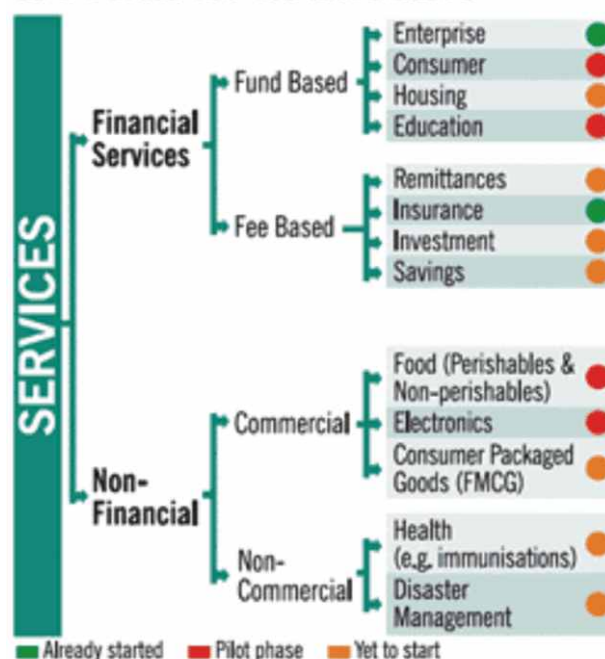 SERVICES
Financial
Services
Fund Based
Enterprise
Consumer
Housing
Education
Fee Based
Remittances
Insurance
Investment
Savings
Non-
Financial
Commercial
Food (Perishables &
Non-perishables)
Electronics
Consumer Packaged
Goods (FMCG)
Non-
Commercial
Health
(e.g. immunisations)
Disaster
Management
Already started
Pilot phase
Yet to start